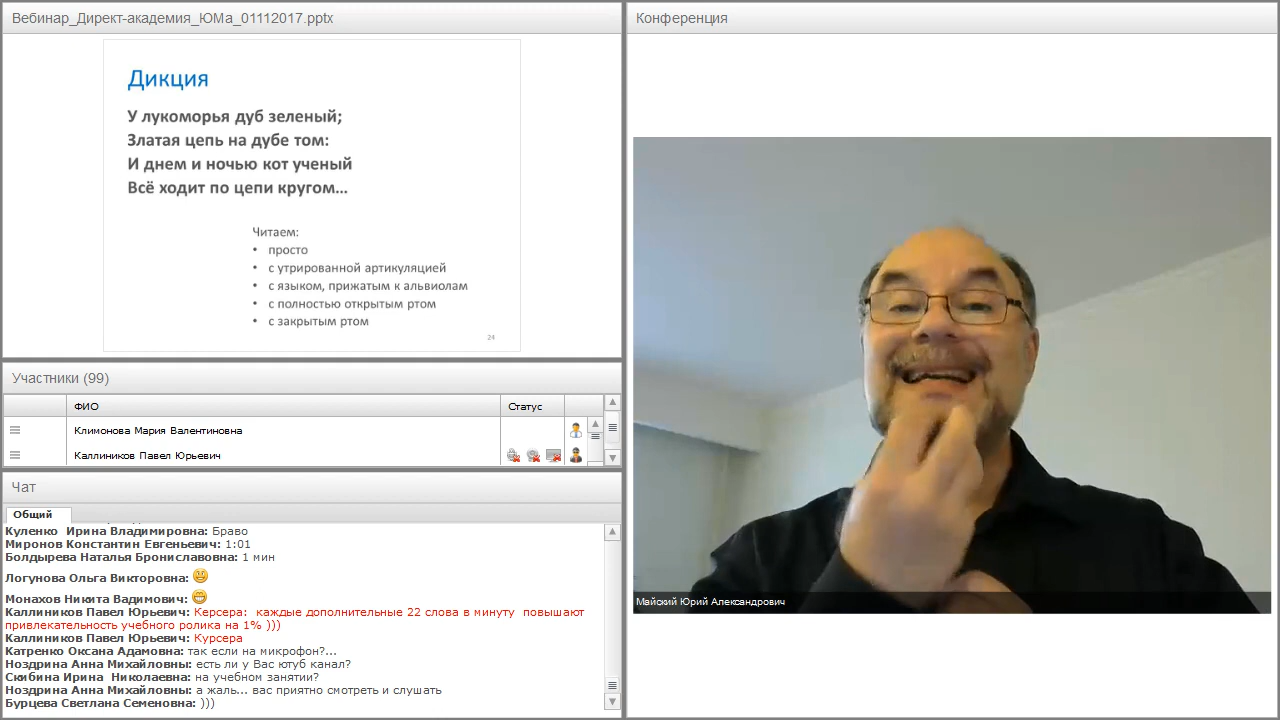 Вебинар_Директ-академия_ЮМа_01112017.pptx
Дикция
У лукоморья дуб зеленый;
Златая цепь на дубе том:
И днем и ночью кот ученый
Всё ходит по цепи кругом…
Читаем:
• просто
• с утрированной артикуляцией
• с языком, прижатым к альвиолам
• с полностью открытым ртом
• с закрытым ртом
29
Участники (99)
ФИО Статус
Климонова Мария Валентиновна
Каллиников Павел Юрьевич
Чат
Общий
Куленко Ирина Владимировна: Браво
Миронов Константин Евгеньевич: 1:01
Болдырева Наталья Брониславовна: 1 мин
Логунова Ольга Викторовна:
Монахов Никита Вадимович:
Каллиников Павел Юрьевич: Керсера: каждые дополнительные 22 слова в минуту повышают
привлекательность учебного ролика на 1% )))
Каллиников Павел Юрьевич: Курсера
Катренко Оксана Адамовна: так если на микрофон?...
Ноздрина Анна Михайловны: есть ли у Вас ютуб канал?
Скибина Ирина Николаевна: на учебном занятии?
Ноздрина Анна Михайловны: а жаль... вас приятно смотреть и слушать
Бурцева Светлана Семеновна: )))
Конференция
Майский Юрий Александрович